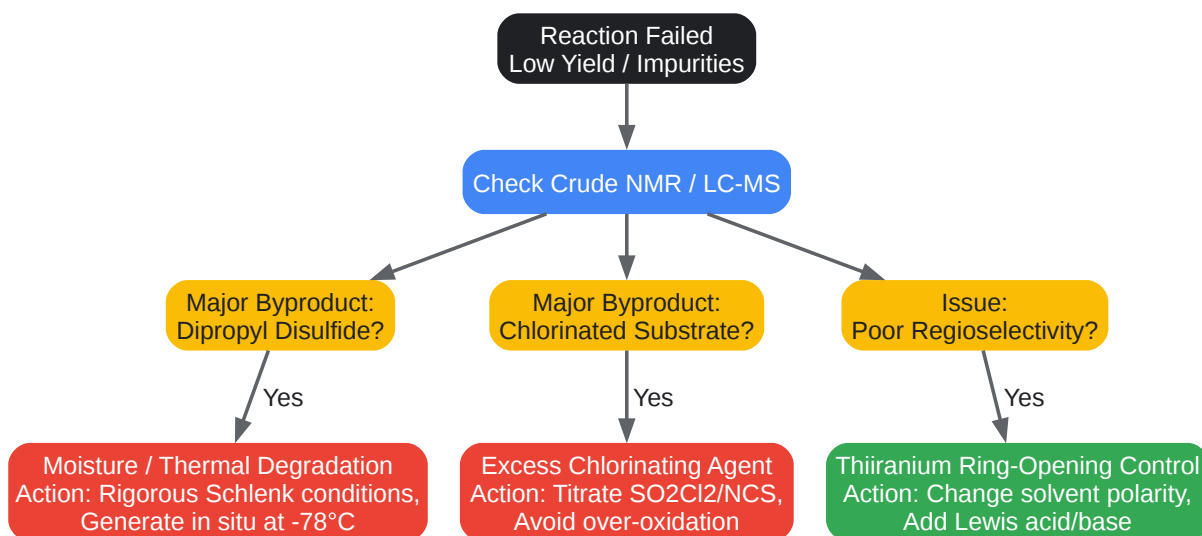 Reaction Failed
Low Yield / Impurities
Check Crude NMR / LC-MS
Major Byproduct:
Dipropyl Disulfide?
Major Byproduct:
Chlorinated Substrate?
Issue:
Poor Regioselectivity?
Yes
Yes
Yes
Moisture / Thermal Degradation
Action: Rigorous Schlenk conditions,
Generate in situ at -78°C
Excess Chlorinating Agent
Action: Titrate SO2Cl2/NCS,
Avoid over-oxidation
Thiiranium Ring-Opening Control
Action: Change solvent polarity,
Add Lewis acid/base